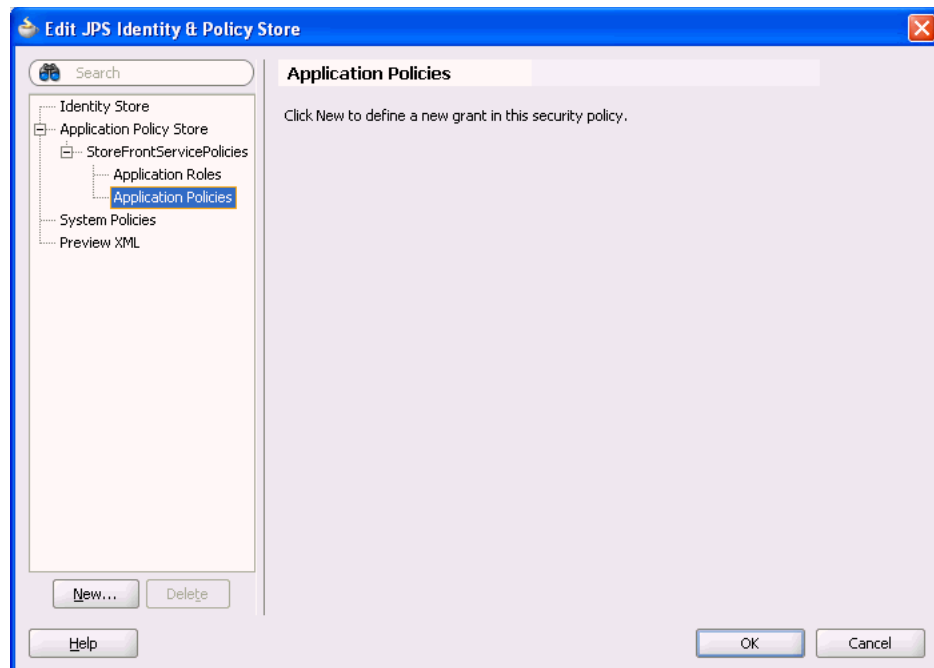 Edit JPS Identity & Policy Store
Search
Identity Store
Application Policy Store
StoreFrontServicePolicies
Application Roles
Application Policies
System Policies
Preview XML
New...
Delete
Application Policies
Click New to define a new grant in this security policy.
Help
OK
Cancel